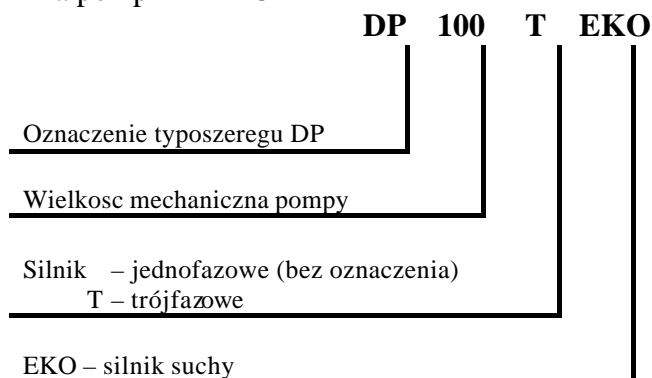 DP 100 T EKO
Oznaczenie typoszeregu DP
Wielkosc mechaniczna pompy
Silnik – jednofazowe (bez oznaczenia)
T – trójfazowe
EKO – silnik suchy